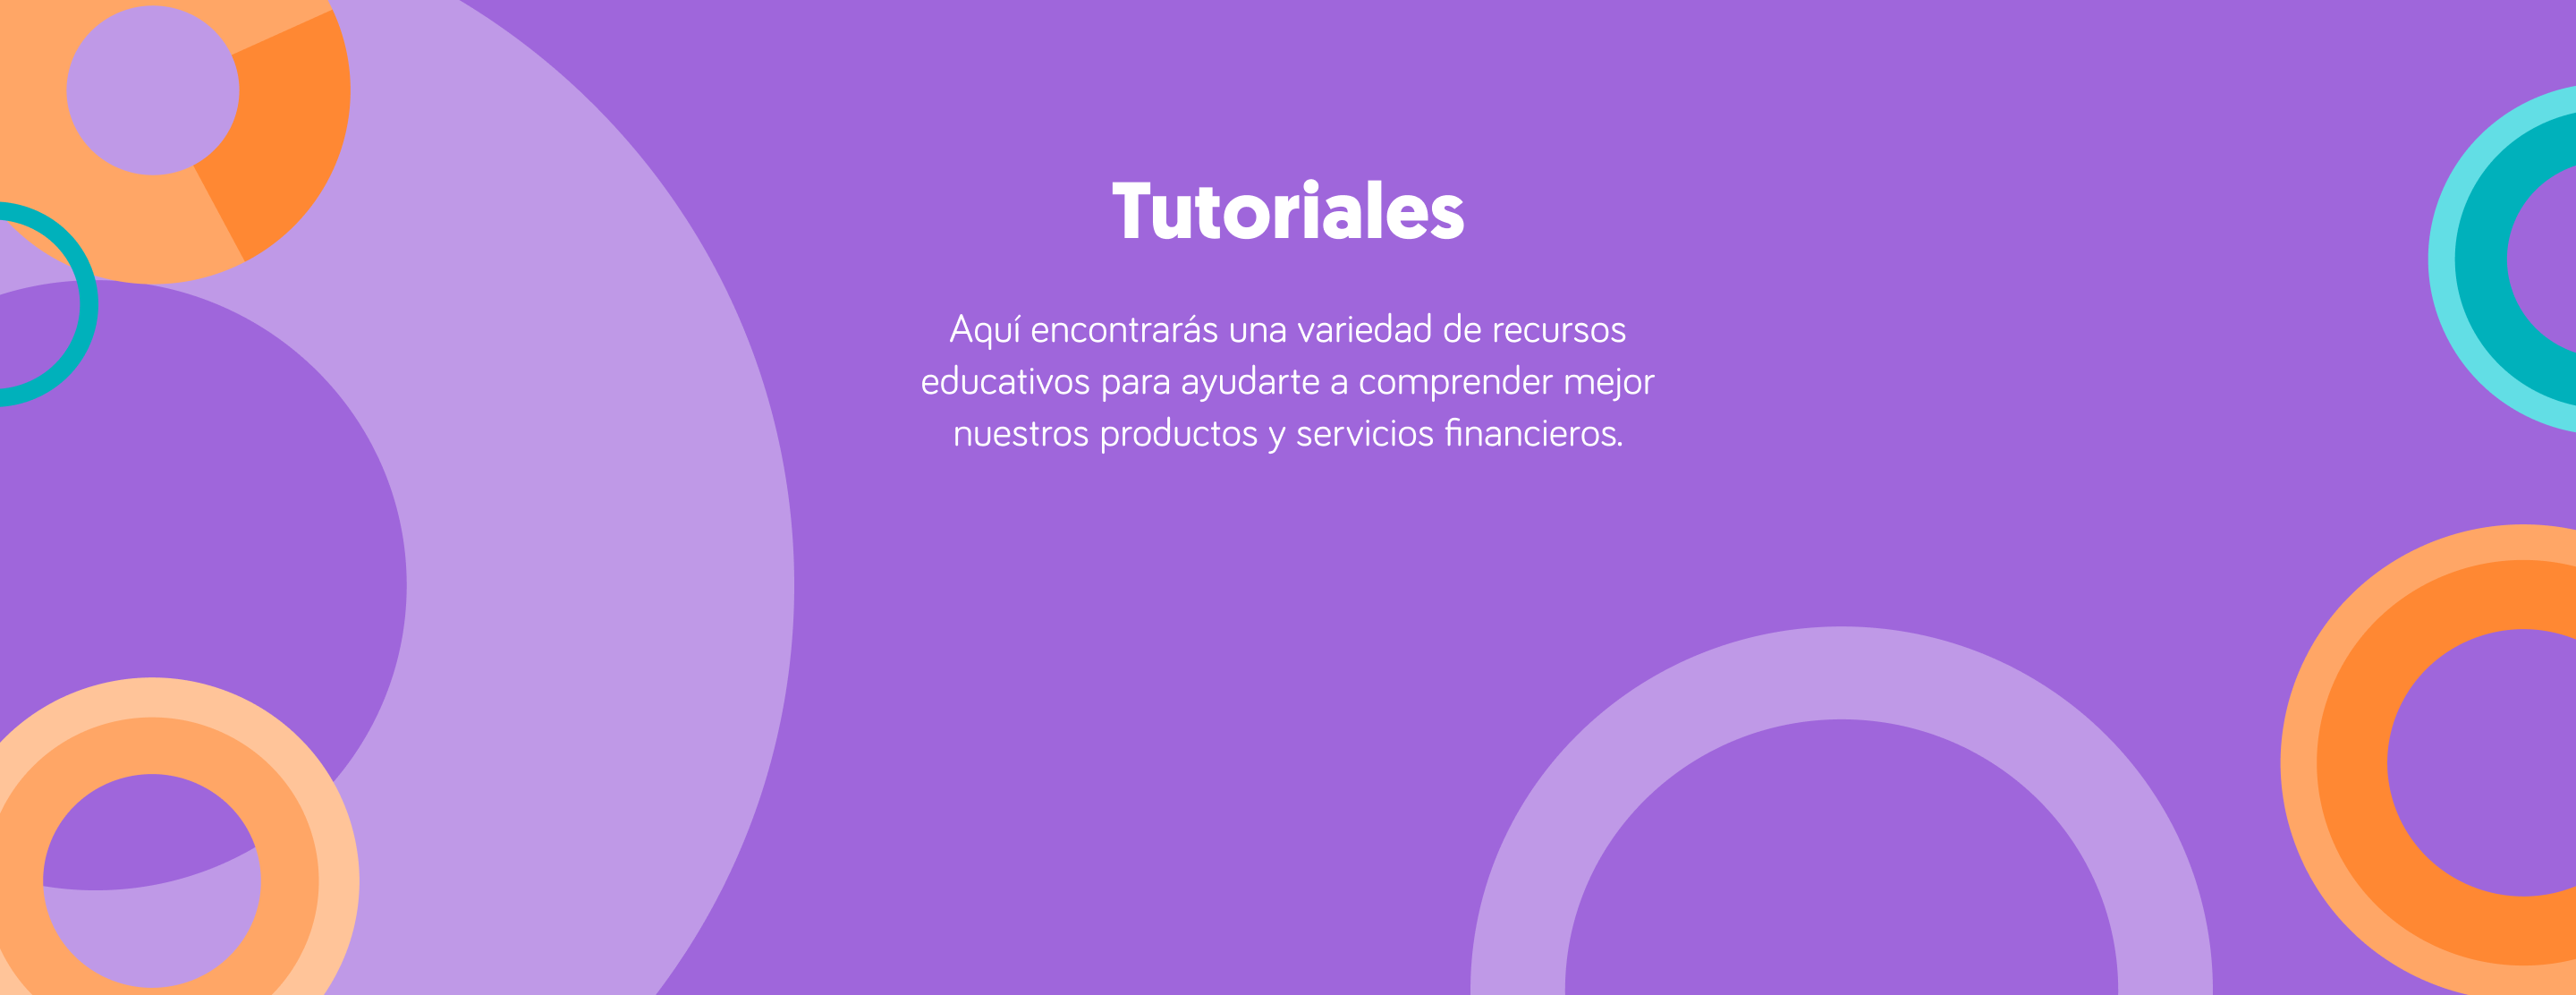 Tutoriales
Aquí encontrarás una variedad de recursos
educativos para ayudarte a comprender mejor
nuestros productos y servicios financieros.